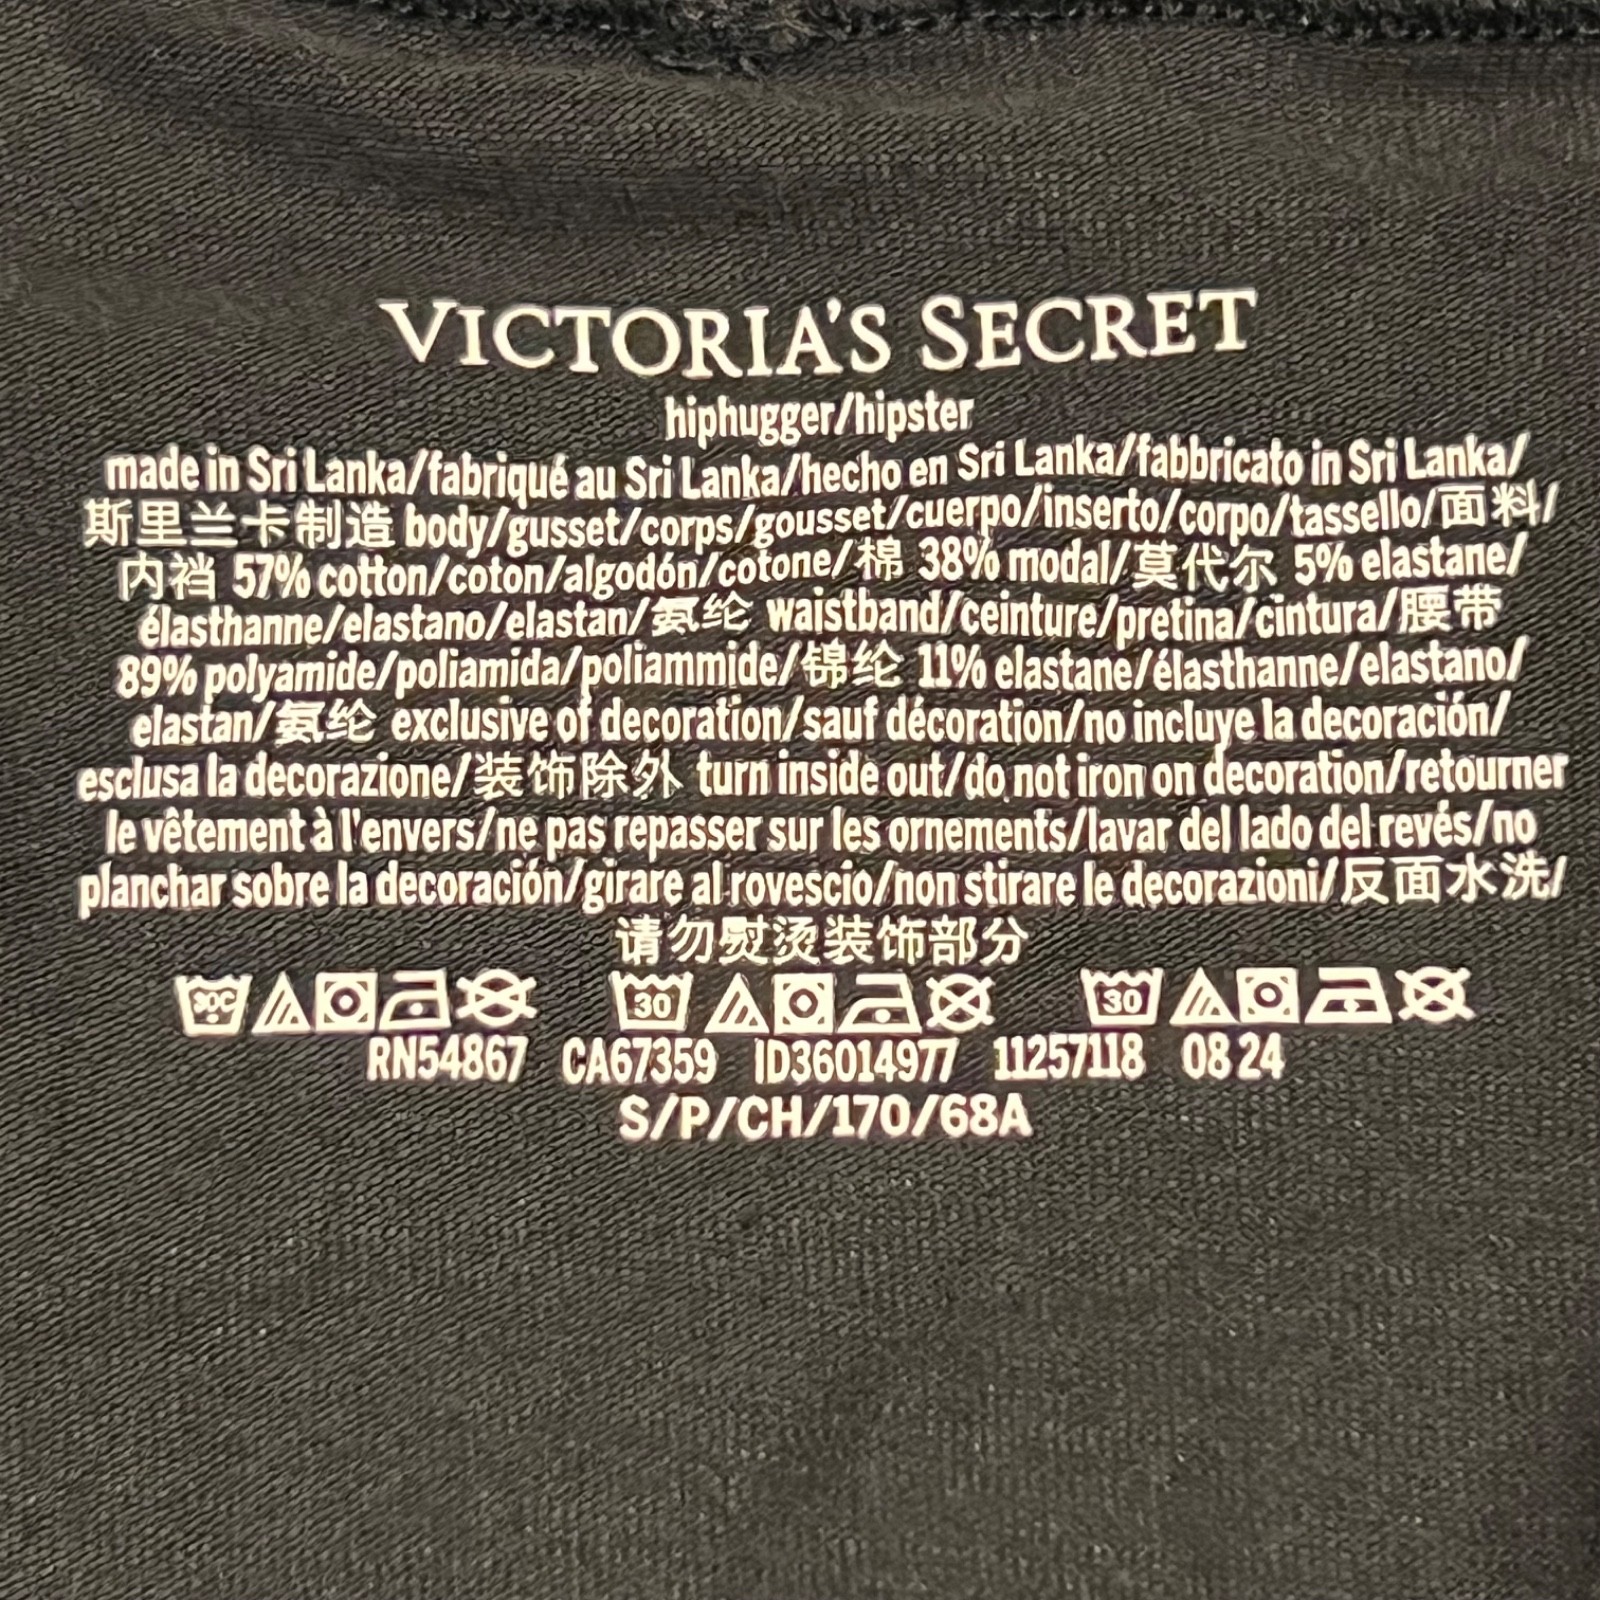 VICTORIA'S SECRET
hiphugger/hipster
made in Sri Lanka/fabriqué au Sri Lanka/hecho en Sri Lanka/fabbricato in Sri Lanka/
斯里兰卡制造 body/gusset/corps/gousset/cuerpo/inserto/corpo/tassello/面料/
内裆 57% cotton/coton/algodón/cotone/棉 38% modal/莫代尔 5% elastane/
élasthanne/elastano/elastan/氨纶 waistband/ceinture/pretina/cintura/腰带
89% polyamide/poliamida/poliammide/锦纶 11% elastane/élasthanne/elastano/
elastan/氨纶 exclusive of decoration/sauf décoration/no incluye la decoración/
esclusa la decorazione/装饰除外 turn inside out/do not iron on decoration/retourner
le vêtement à l'envers/ne pas repasser sur les ornements/lavar del lado del revés/no
planchar sobre la decoración/girare al rovescio/non stirare le decorazioni/反面水洗/
请勿熨烫装饰部分
30C 30 30
RN54867 CA67359 ID36014977 11257118 08 24
S/P/CH/170/68A